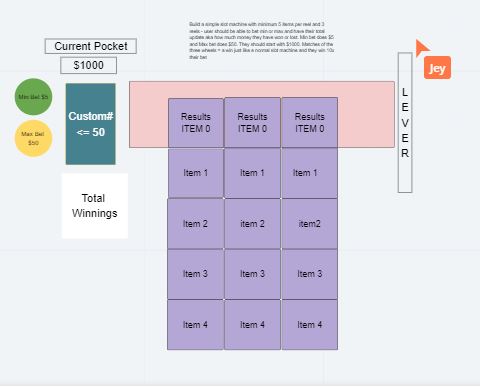 Build a simple slot machine with minimum 5 items per reel and 3
reels - user should be able to bet min or max and have their total
update aka how much money they have won or lost. Min bet does $5
and Max bet does $50. They should start with $1000. Matches of the
three wheels = a win just like a normal slot machine and they win 10x
their bet
Current Pocket
$1000
Jey
Min Bet $5
Max Bet
$50
Custom#
<= 50
Total
Winnings
Results
ITEM 0
Results
ITEM 0
Results
ITEM 0
L
E
V
E
R
Item 1
Item 1
Item 1
Item 2
item 2
item2
Item 3
item 3
Item 3
Item 4
Item 4
Item 4